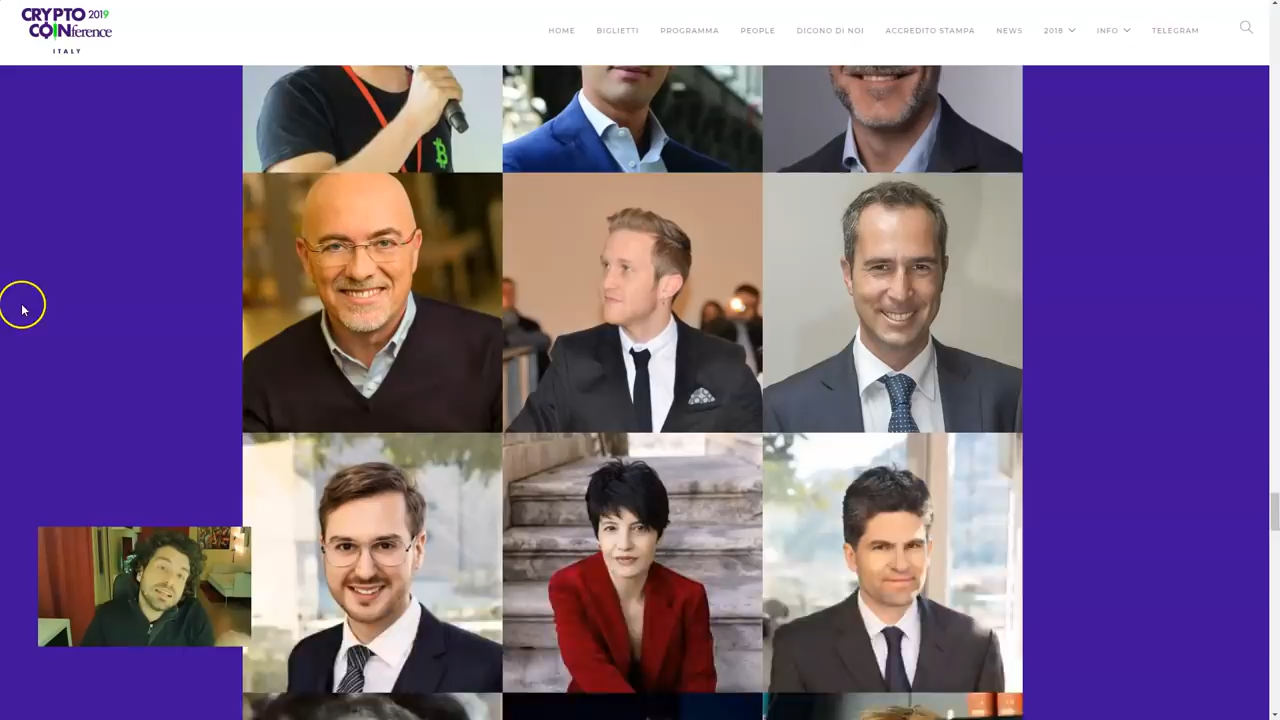 CRYPTO 2019
COINference
ITALY
HOME BIGLIETTI PROGRAMMA PEOPLE DICONO DI NOI ACCREDITO STAMPA NEWS 2018 INFO TELEGRAM